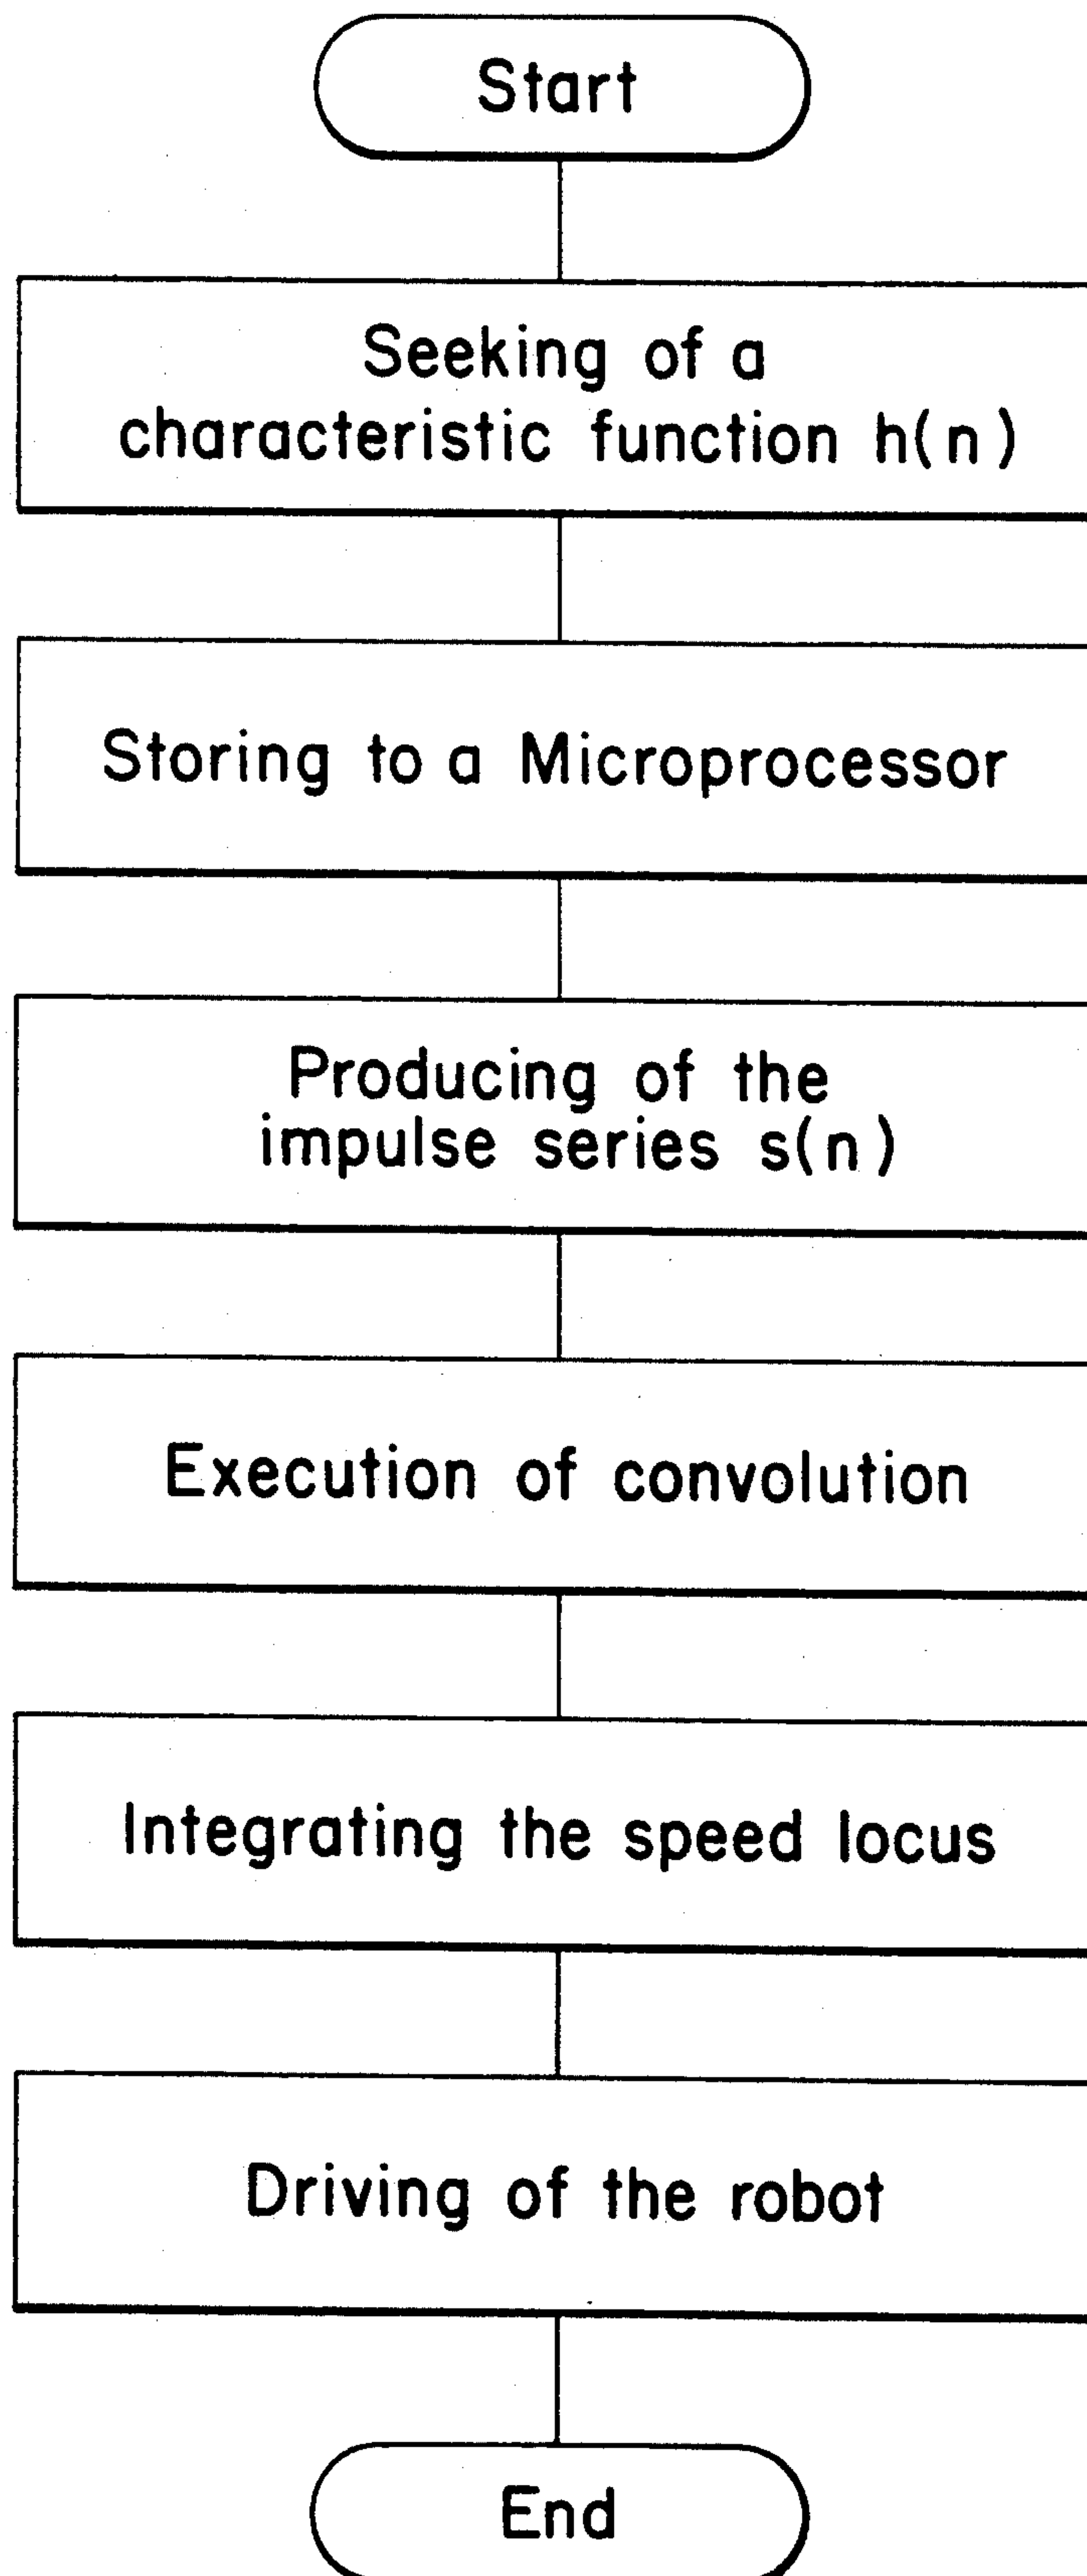 Start
Seeking of a
characteristic function h(n)
Storing to a Microprocessor
Producing of the
impulse series s(n)
Execution of convolution
Integrating the speed locus
Driving of the robot
End